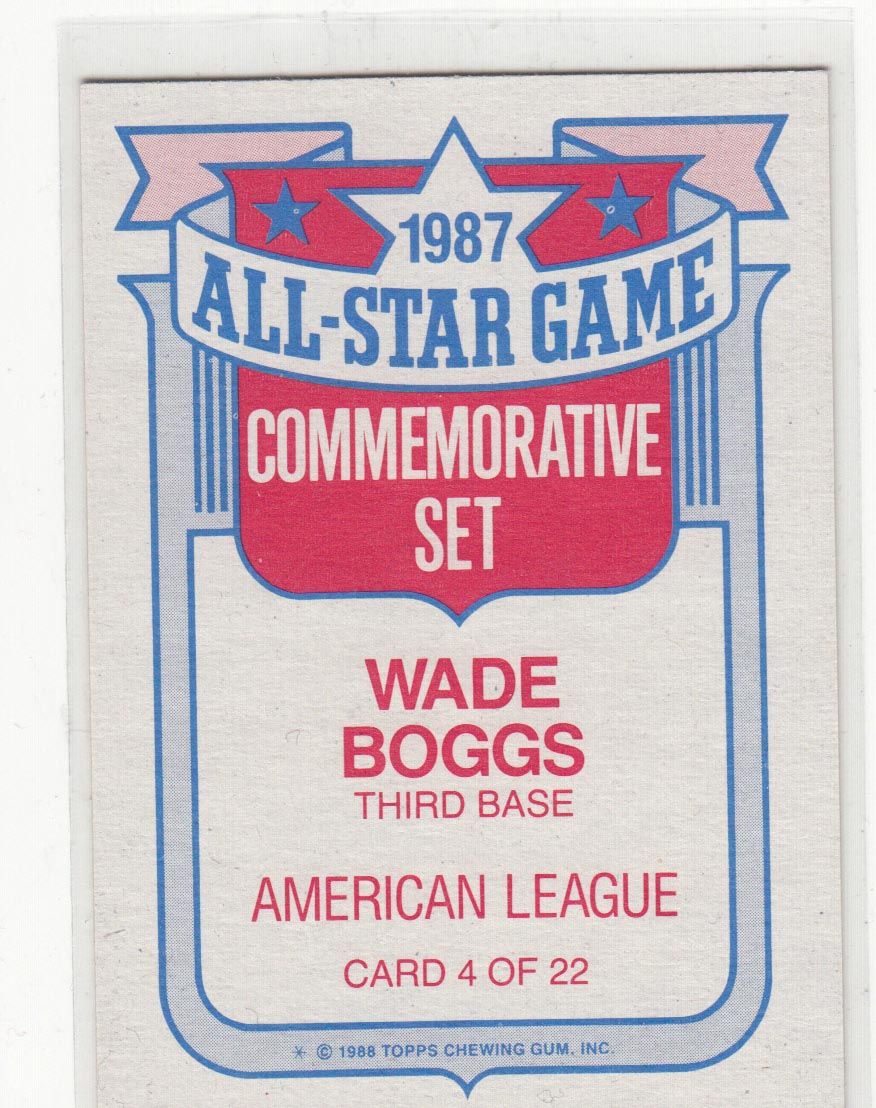 1987
ALL-STAR GAME
COMMEMORATIVE
SET
WADE
BOGGS
THIRD BASE
AMERICAN LEAGUE
CARD 4 OF 22
* © 1988 TOPPS CHEWING GUM, INC.